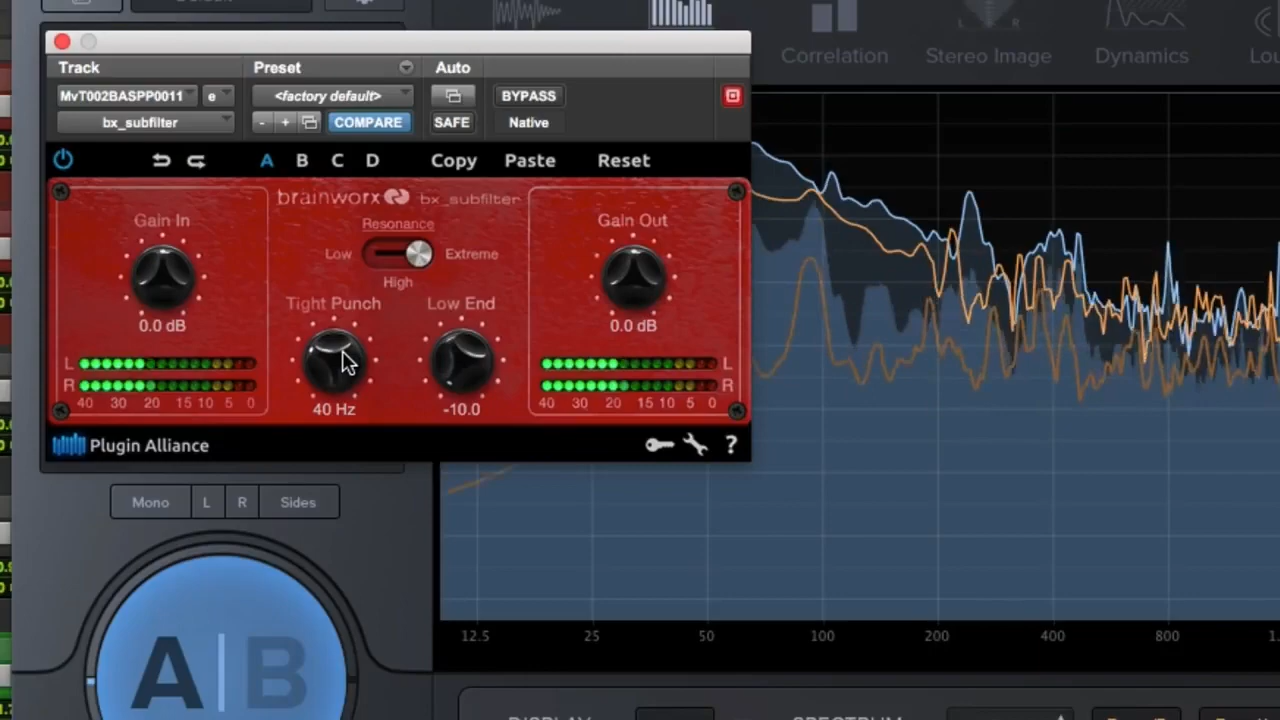 Correlation Stereo Image Dynamics
Track Preset Auto
MvT002BASPP0011 e <factory default> BYPASS
bx_subfilter - + COMPARE SAFE Native
A B C D Copy Paste Reset
brainworx bx_subfilter
Gain In Resonance Gain Out
Low Extreme
High
Tight Punch Low End
0.0 dB 0.0 dB
L L
R R
40 30 20 15 10 5 0 40 30 20 15 10 5 0
40 Hz -10.0
Plugin Alliance ?
Mono L R Sides
12.5 25 50 100 200 400 800
A B